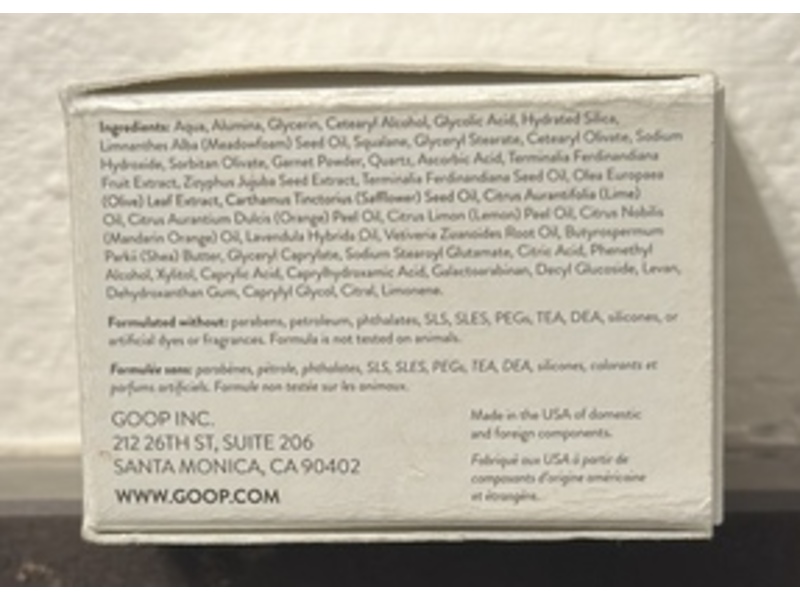 Ingredients: Aqua, Alumina, Glycerin, Cetearyl Alcohol, Glycolic Acid, Hydrated Silica,
Limnanthes Alba (Meadowfoam) Seed Oil, Squalane, Glyceryl Stearate, Cetearyl Olivate, Sodium
Hydroxide, Sorbitan Olivate, Garnet Powder, Quartz, Ascorbic Acid, Terminalia Ferdinandiana
Fruit Extract, Zizyphus Jujuba Seed Extract, Terminalia Ferdinandiana Seed Oil, Olea Europaea
(Olive) Leaf Extract, Carthamus Tinctorius (Safflower) Seed Oil, Citrus Aurantifolia (Lime)
Oil, Citrus Aurantium Dulcis (Orange) Peel Oil, Citrus Limon (Lemon) Peel Oil, Citrus Nobilis
(Mandarin Orange) Oil, Lavendula Hybrida Oil, Vetiveria Zizanoides Root Oil, Butyrospermum
Parkii (Shea) Butter, Glyceryl Caprylate, Sodium Stearoyl Glutamate, Citric Acid, Phenethyl
Alcohol, Xylitol, Caprylic Acid, Caprylhydroxamic Acid, Galactoarabinan, Decyl Glucoside, Levan,
Dehydroxanthan Gum, Caprylyl Glycol, Citral, Limonene.
Formulated without: parabens, petroleum, phthalates, SLS, SLES, PEGs, TEA, DEA, silicones, or
artificial dyes or fragrances. Formula is not tested on animals.
Formulée sans: parabènes, pétrole, phthalates, SLS, SLES, PEGs, TEA, DEA, silicones, colorants et
parfums artificiels. Formule non testée sur les animaux.
GOOP INC.
212 26TH ST, SUITE 206
SANTA MONICA, CA 90402
WWW.GOOP.COM
Made in the USA of domestic
and foreign components.
Fabriqué aux USA à partir de
composants d'origine américaine
et étrangère.